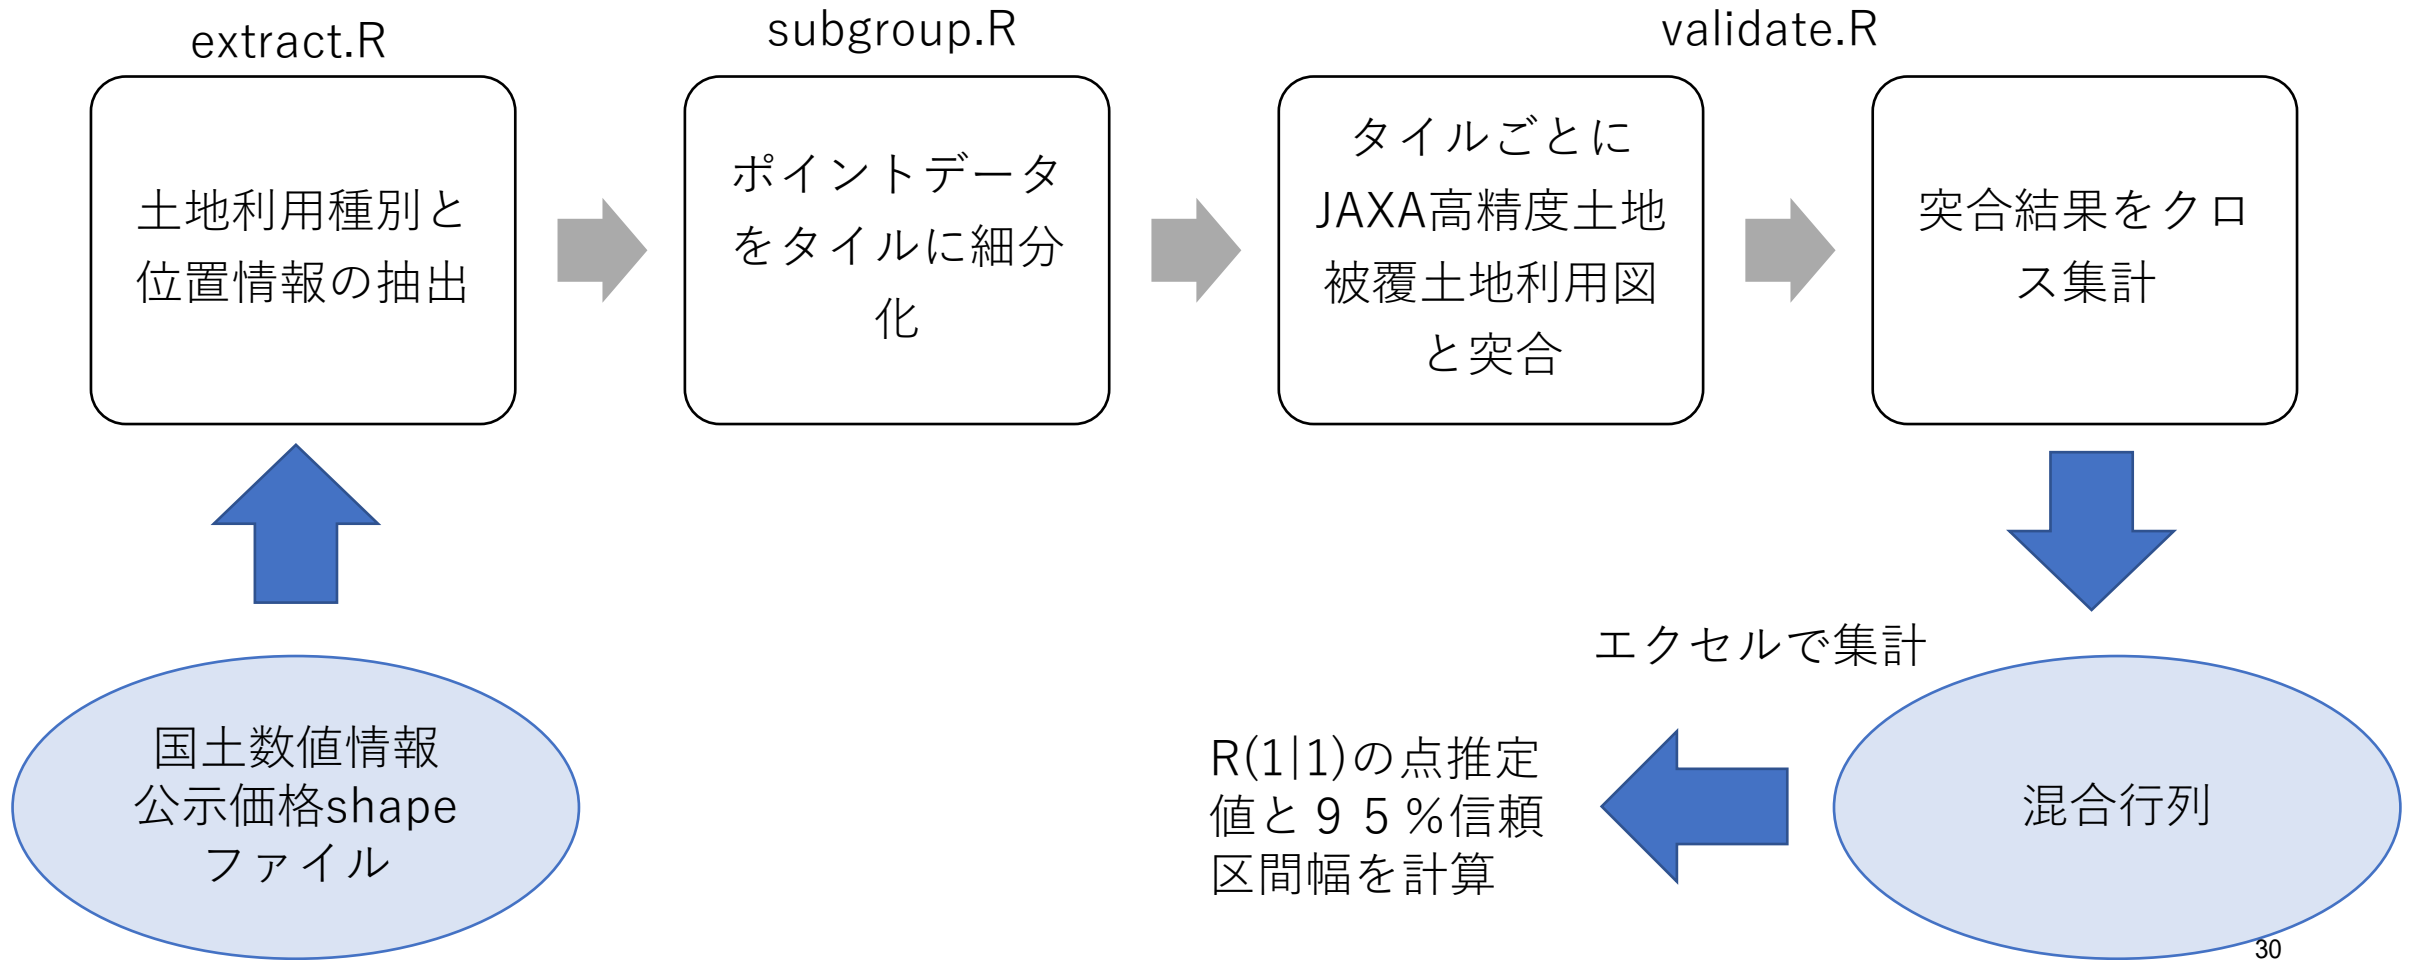 extract.R
subgroup.R
validate.R
土地利用種別と
位置情報の抽出
ポイントデータ
をタイルに細分
化
タイルごとに
JAXA高精度土地
被覆土地利用図
と突合
突合結果をクロ
ス集計
国土数値情報
公示価格shape
ファイル
エクセルで集計
R(1|1)の点推定
値と９５％信頼
区間幅を計算
混合行列
30